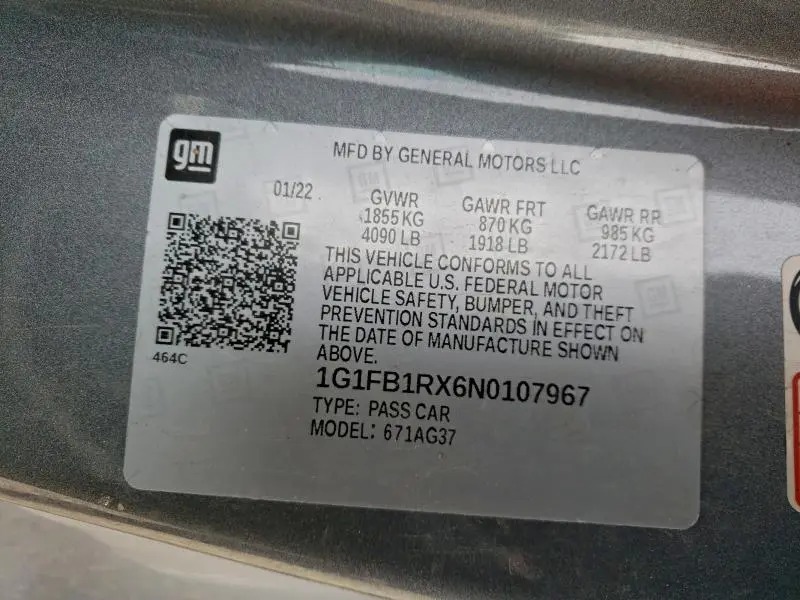 gm
MFD BY GENERAL MOTORS LLC
01/22
GVWR GAWR FRT GAWR RR
1855 KG 870 KG 985 KG
4090 LB 1918 LB 2172 LB
THIS VEHICLE CONFORMS TO ALL
APPLICABLE U.S. FEDERAL MOTOR
VEHICLE SAFETY, BUMPER, AND THEFT
PREVENTION STANDARDS IN EFFECT ON
THE DATE OF MANUFACTURE SHOWN
ABOVE.
464C
1G1FB1RX6N0107967
TYPE: PASS CAR
MODEL: 671AG37